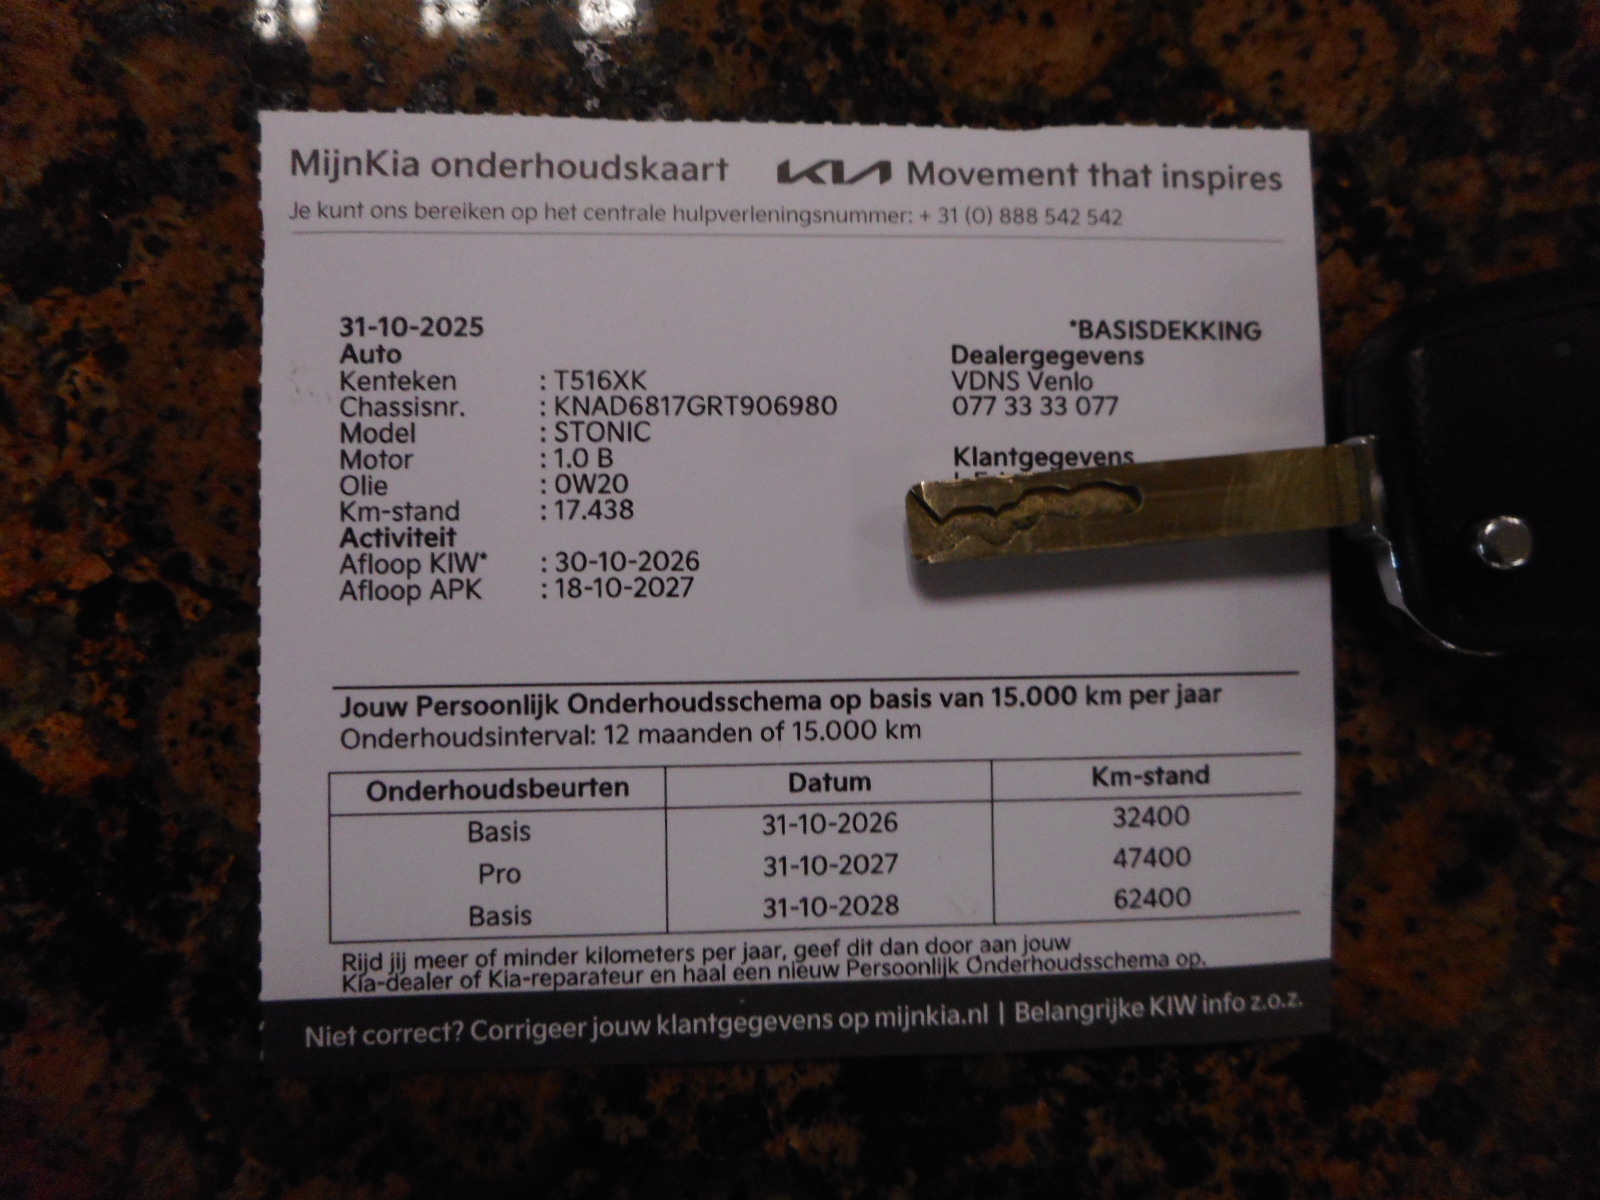 MijnKia onderhoudskaart KIA Movement that inspires
Je kunt ons bereiken op het centrale hulpverleningsnummer: + 31 (0) 888 542 542
31-10-2025 *BASISDEKKING
Auto Dealergegevens
Kenteken : T516XK VDNS Venlo
Chassisnr. : KNAD6817GRT906980 077 33 33 077
Model : STONIC
Motor : 1.0 B Klantgegevens
Olie : 0W20
Km-stand : 17.438
Activiteit
Afloop KIW* : 30-10-2026
Afloop APK : 18-10-2027
Jouw Persoonlijk Onderhoudsschema op basis van 15.000 km per jaar
Onderhoudsinterval: 12 maanden of 15.000 km
Onderhoudsbeurten Datum Km-stand
Basis 31-10-2026 32400
Pro 31-10-2027 47400
Basis 31-10-2028 62400
Rijd jij meer of minder kilometers per jaar, geef dit dan door aan jouw
Kia-dealer of Kia-reparateur en haal een nieuw Persoonlijk Onderhoudsschema op.
Niet correct? Corrigeer jouw klantgegevens op mijnkia.nl | Belangrijke KIW info z.o.z.